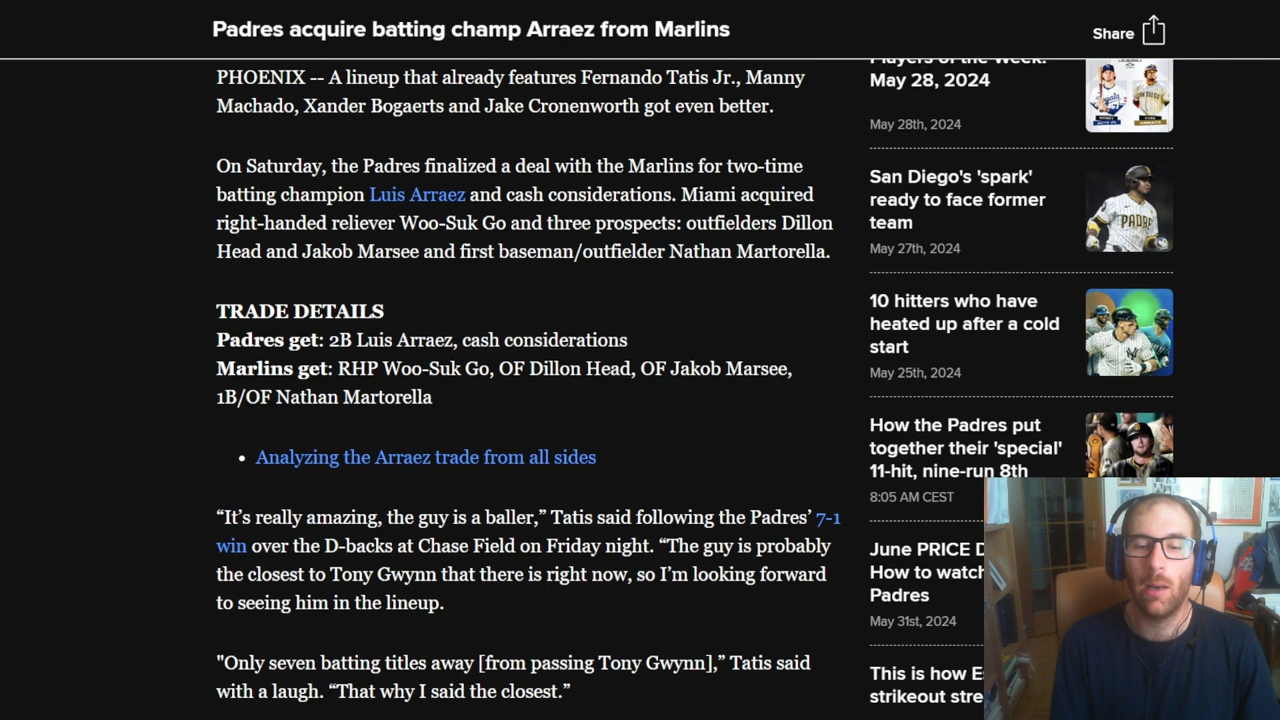 Padres acquire batting champ Arraez from Marlins
Share
PHOENIX -- A lineup that already features Fernando Tatis Jr., Manny
Machado, Xander Bogaerts and Jake Cronenworth got even better.
On Saturday, the Padres finalized a deal with the Marlins for two-time
batting champion Luis Arraez and cash considerations. Miami acquired
right-handed reliever Woo-Suk Go and three prospects: outfielders Dillon
Head and Jakob Marsee and first baseman/outfielder Nathan Martorella.
TRADE DETAILS
Padres get: 2B Luis Arraez, cash considerations
Marlins get: RHP Woo-Suk Go, OF Dillon Head, OF Jakob Marsee,
1B/OF Nathan Martorella
• Analyzing the Arraez trade from all sides
“It’s really amazing, the guy is a baller,” Tatis said following the Padres’ 7-1
win over the D-backs at Chase Field on Friday night. “The guy is probably
the closest to Tony Gwynn that there is right now, so I’m looking forward
to seeing him in the lineup.
"Only seven batting titles away [from passing Tony Gwynn],” Tatis said
with a laugh. “That why I said the closest.”
Players of the Week:
May 28, 2024
May 28th, 2024
San Diego's 'spark'
ready to face former
team
May 27th, 2024
PADRES
10 hitters who have
heated up after a cold
start
May 25th, 2024
How the Padres put
together their 'special'
11-hit, nine-run 8th
8:05 AM CEST
June PRICE D
How to watch
Padres
May 31st, 2024
This is how Es
strikeout stre